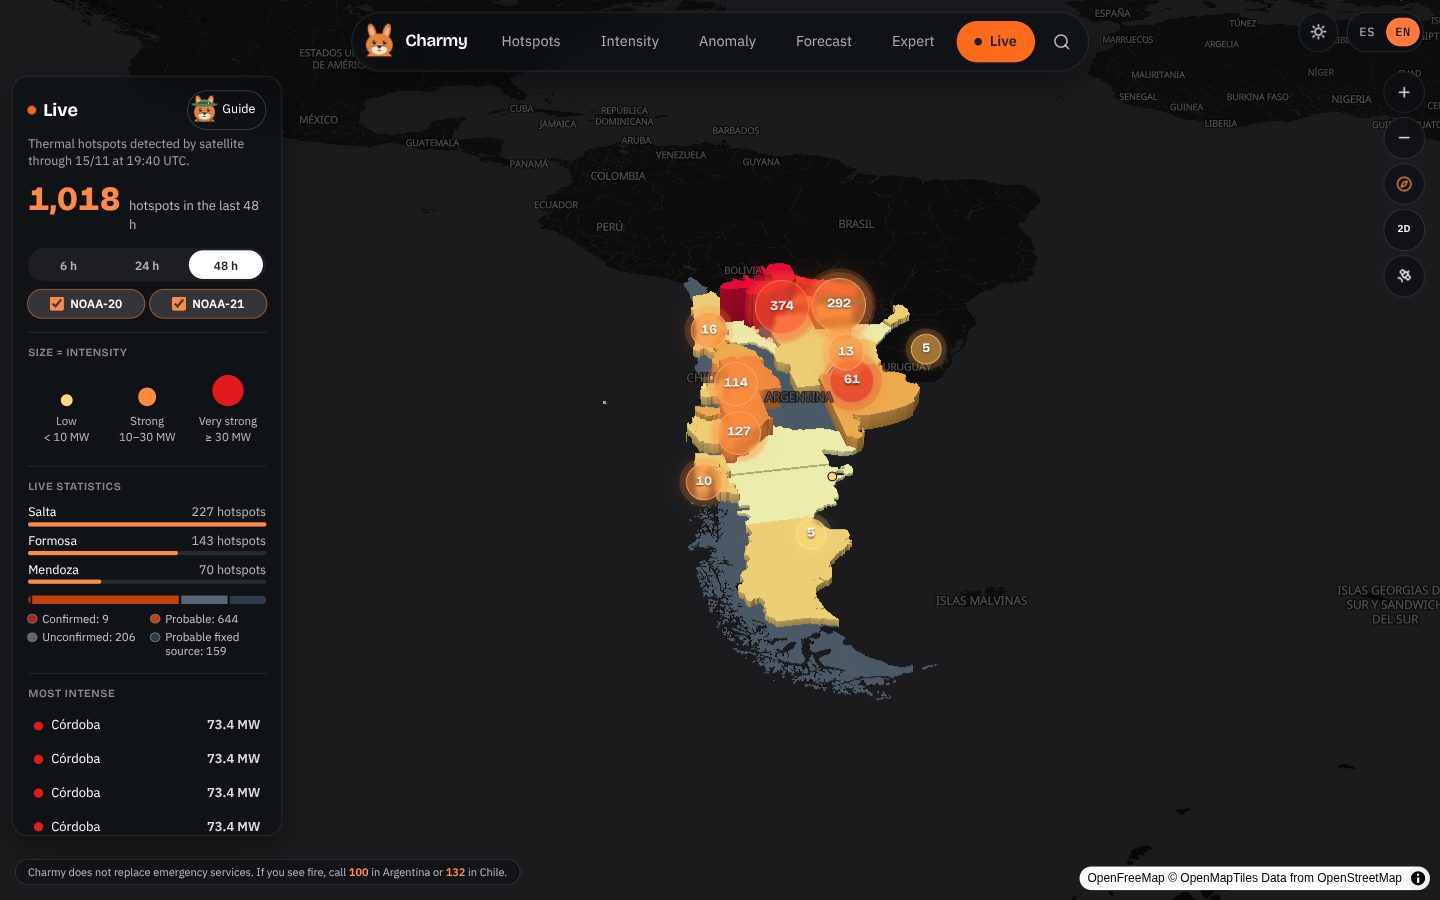 Charmy
Hotspots
Intensity
Anomaly
Forecast
Expert
Live
ES
EN
Live
Guide
Thermal hotspots detected by satellite
through 15/11 at 19:40 UTC.
1,018 hotspots in the last 48
h
6 h
24 h
48 h
NOAA-20
NOAA-21
SIZE = INTENSITY
Low
< 10 MW
Strong
10–30 MW
Very strong
≥ 30 MW
LIVE STATISTICS
Salta 227 hotspots
Formosa 143 hotspots
Mendoza 70 hotspots
Confirmed: 9
Probable: 644
Unconfirmed: 206
Probable fixed
source: 159
MOST INTENSE
Córdoba 73.4 MW
Córdoba 73.4 MW
Córdoba 73.4 MW
Córdoba 73.4 MW
Charmy does not replace emergency services. If you see fire, call 100 in Argentina or 132 in Chile.
ESTADOS
DE
MÉXICO
CUBA
JAMAICA
REPÚBLICA
DOMINICANA
GUATEMALA
ARUBA
BARBADOS
PANAMÁ
VENEZUELA
GUYANA
COLOMBIA
ECUADOR
PERÚ
BRASIL
BOLIVIA
374
292
16
13
5
61
URUGUAY
114
ARGENTINA
127
10
5
ISLAS MALVINAS
ISLAS GEORGIAS D
SUR Y SANDWICH
DEL SUR
ESPAÑA
TÚNEZ
MARRUECOS
ARGELIA
MAURITANIA
NÍGER
SENEGAL
GUINEA
BURKINA FASO
NIGERIA
LIBERIA
2D
OpenFreeMap © OpenMapTiles Data from OpenStreetMap